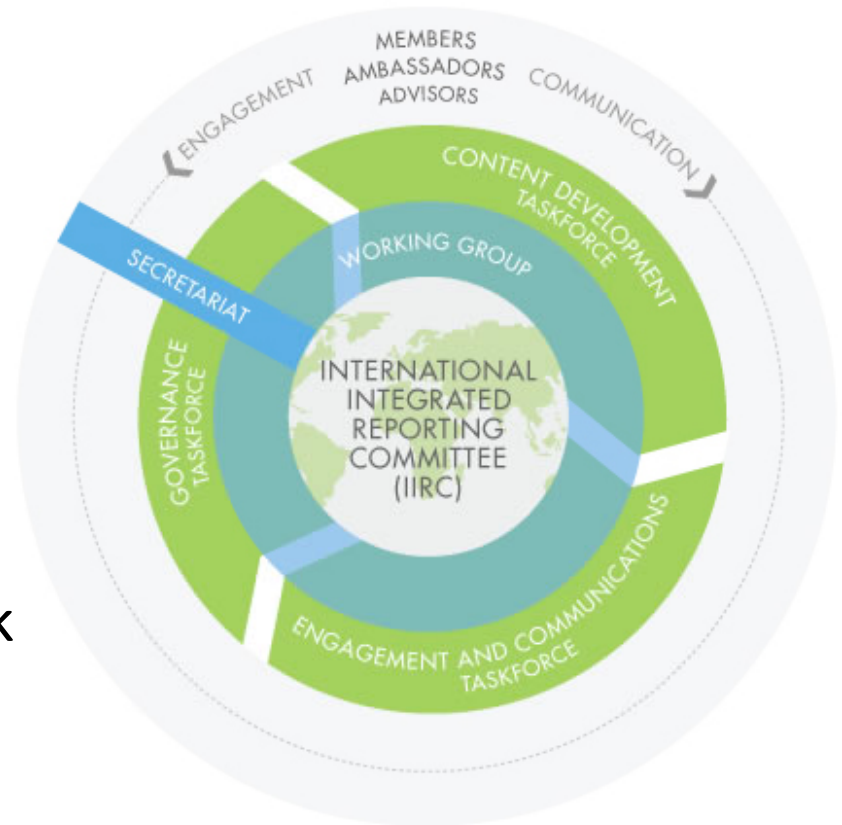 MEMBERS
AMBASSADORS
ADVISORS
ENGAGEMENT
COMMUNICATION
CONTENT DEVELOPMENT
TASKFORCE
WORKING GROUP
SECRETARIAT
GOVERNANCE
TASKFORCE
INTERNATIONAL
INTEGRATED
REPORTING
COMMITTEE
(IIRC)
ENGAGEMENT AND COMMUNICATIONS
TASKFORCE